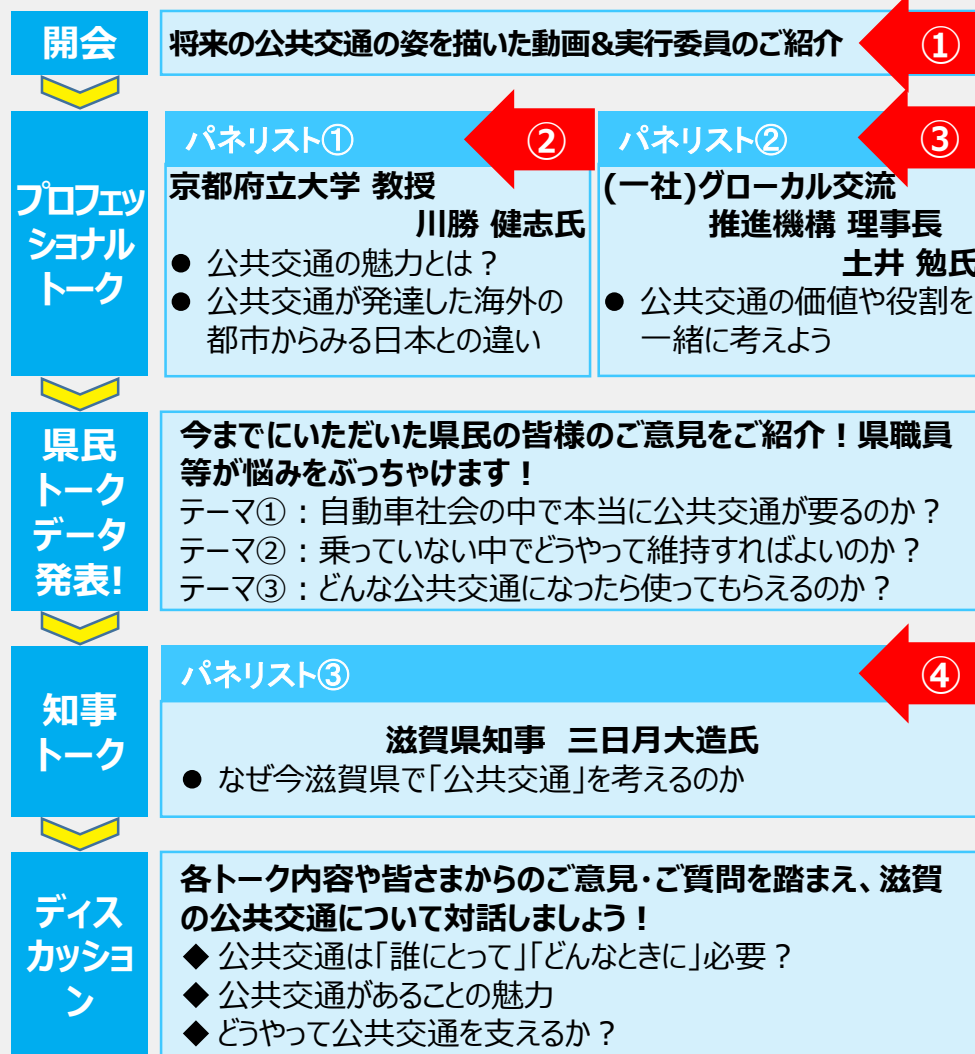 開会
将来の公共交通の姿を描いた動画&実行委員のご紹介
①
プロフェッ
ショナル
トーク
パネリスト①
②
京都府立大学 教授
川勝 健志氏
● 公共交通の魅力とは？
● 公共交通が発達した海外の
都市からみる日本との違い
パネリスト②
③
(一社)グローカル交流
推進機構 理事長
土井 勉氏
● 公共交通の価値や役割を
一緒に考えよう
県民
トーク
データ
発表!
今までにいただいた県民の皆様のご意見をご紹介！県職員
等が悩みをぶっちゃけます！
テーマ①：自動車社会の中で本当に公共交通が要るのか？
テーマ②：乗っていない中でどうやって維持すればよいのか？
テーマ③：どんな公共交通になったら使ってもらえるのか？
知事
トーク
パネリスト③
④
滋賀県知事 三日月大造氏
● なぜ今滋賀県で「公共交通」を考えるのか
ディス
カッショ
ン
各トーク内容や皆さまからのご意見・ご質問を踏まえ、滋賀
の公共交通について対話しましょう！
◆ 公共交通は「誰にとって」「どんなときに」必要？
◆ 公共交通があることの魅力
◆ どうやって公共交通を支えるか？